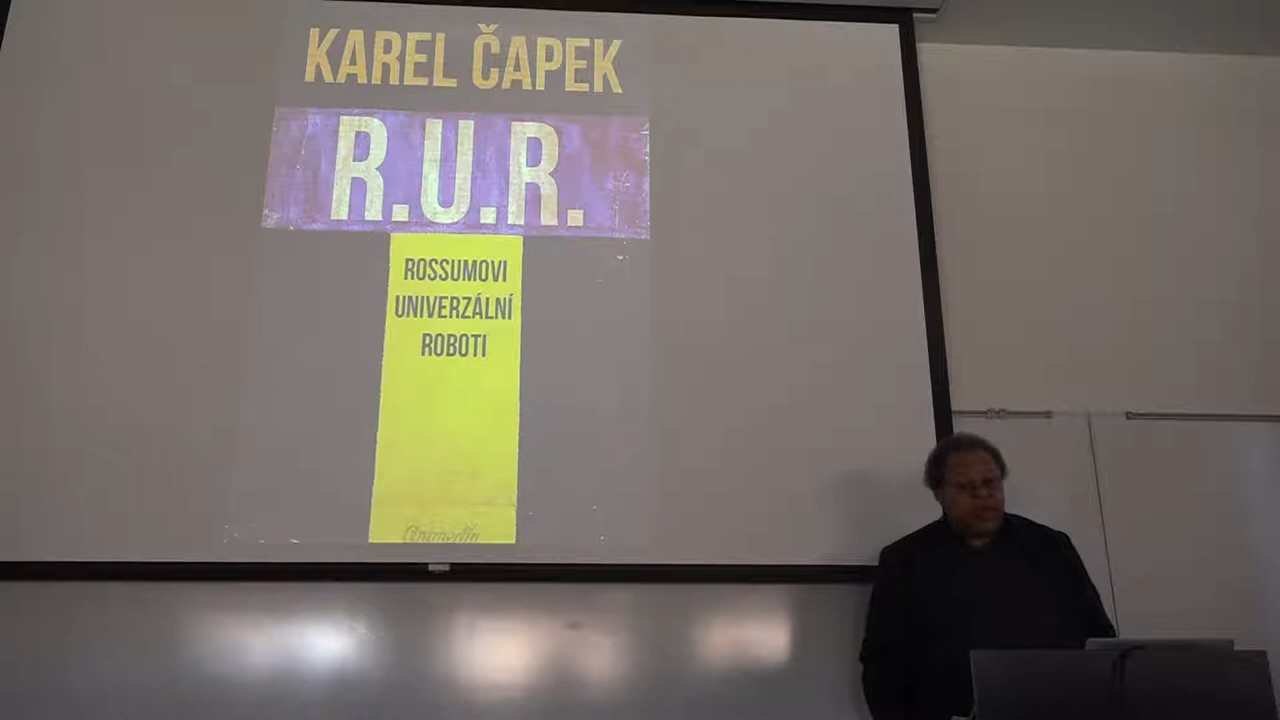 KAREL ČAPEK
R.U.R.
ROSSUMOVI
UNIVERZÁLNÍ
ROBOTI